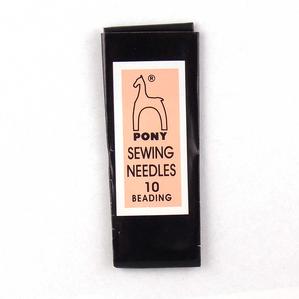 ®
PONY
SEWING
NEEDLES
10
BEADING